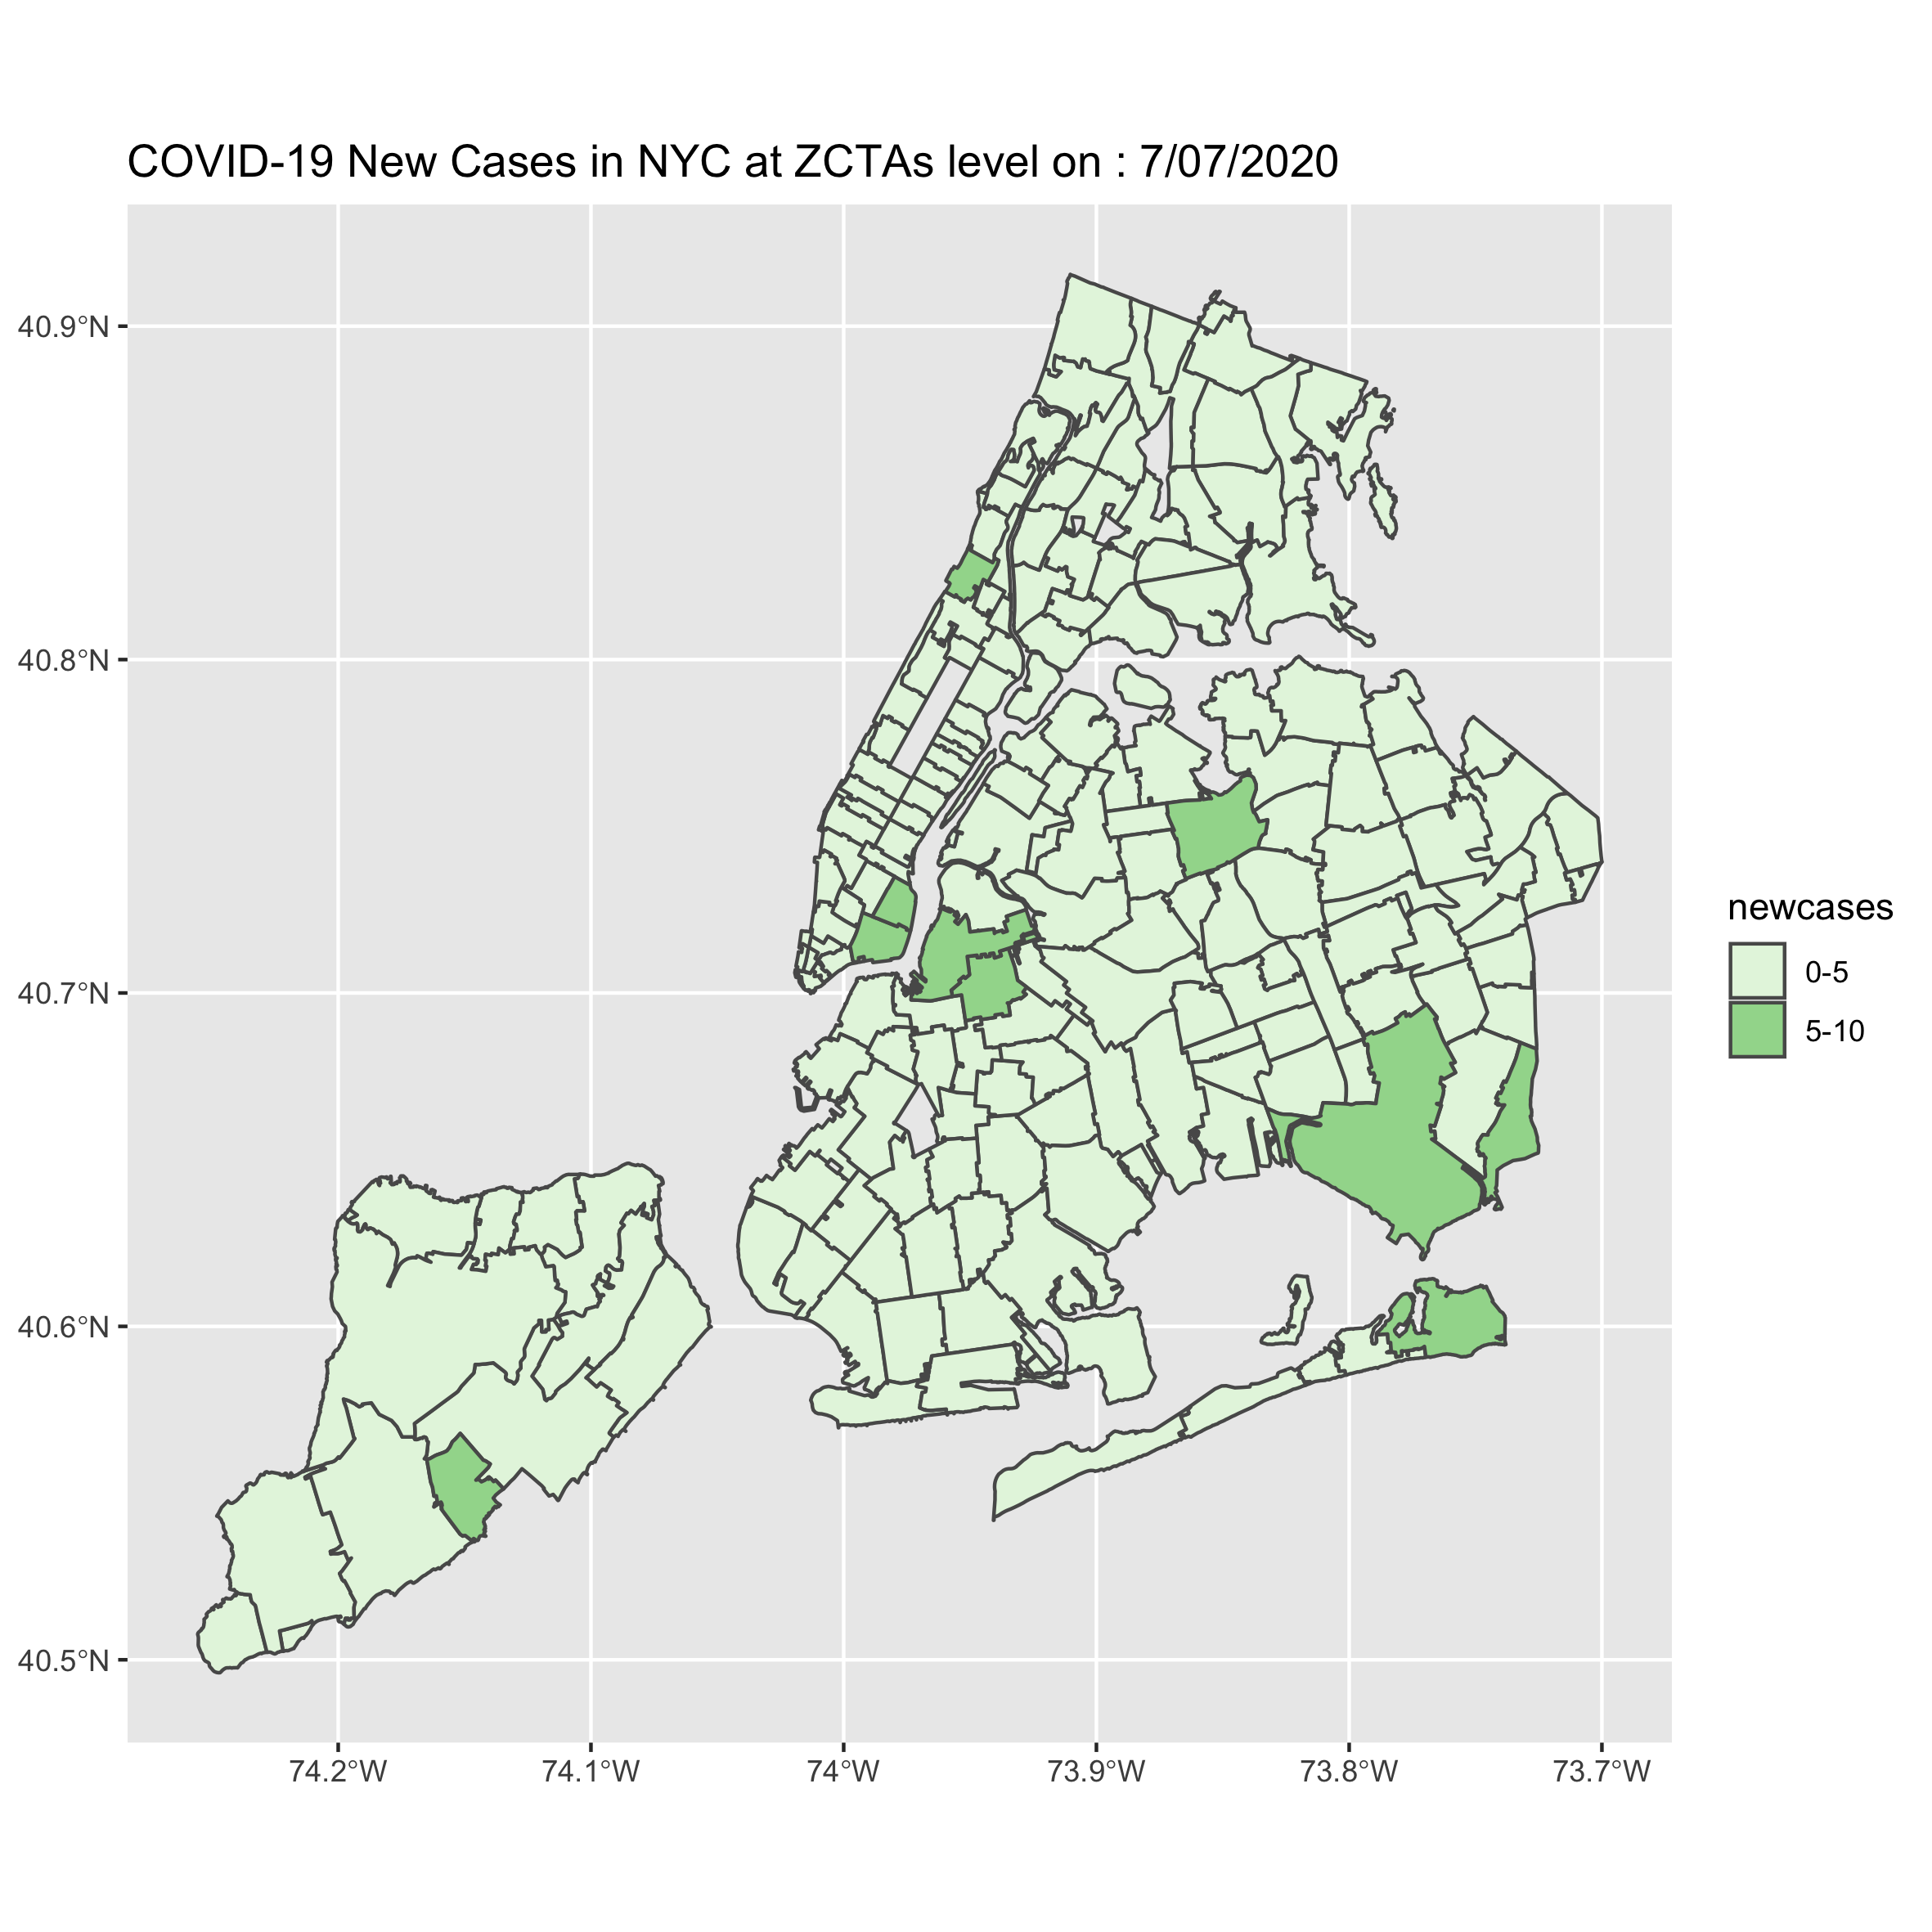 COVID-19 New Cases in NYC at ZCTAs level on : 7/07/2020
40.9°N
40.8°N
40.7°N
40.6°N
40.5°N
74.2°W
74.1°W
74°W
73.9°W
73.8°W
73.7°W
newcases
0-5
5-10